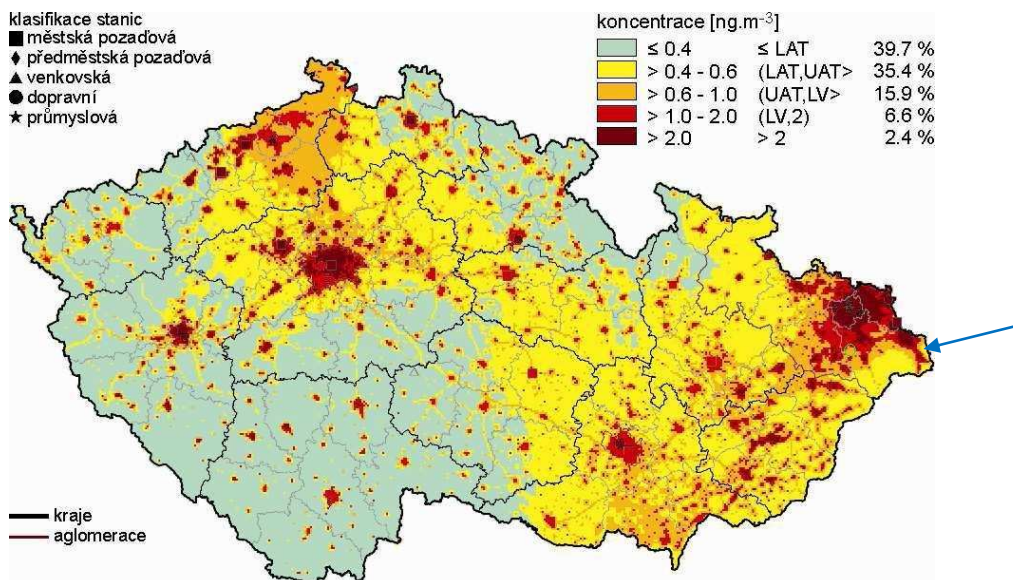 klasifikace stanic
městská pozaďová
předměstská pozaďová
venkovská
dopravní
průmyslová
koncentrace [ng.m-3]
≤ 0.4 ≤ LAT 39.7 %
> 0.4 - 0.6 (LAT,UAT> 35.4 %
> 0.6 - 1.0 (UAT,LV> 15.9 %
> 1.0 - 2.0 (LV,2) 6.6 %
> 2.0 > 2 2.4 %
kraje
aglomerace